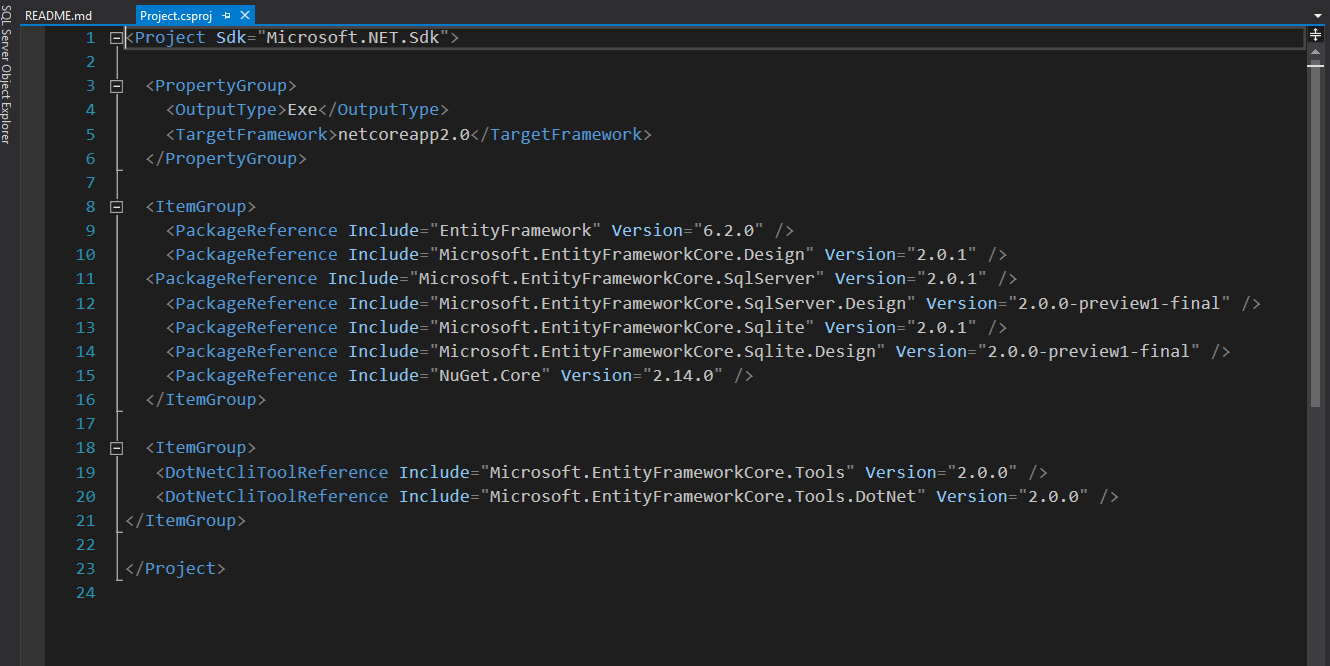 SQL Server Object Explorer
README.md
Project.csproj
1 <Project Sdk="Microsoft.NET.Sdk">
2
3 <PropertyGroup>
4 <OutputType>Exe</OutputType>
5 <TargetFramework>netcoreapp2.0</TargetFramework>
6 </PropertyGroup>
7
8 <ItemGroup>
9 <PackageReference Include="EntityFramework" Version="6.2.0" />
10 <PackageReference Include="Microsoft.EntityFrameworkCore.Design" Version="2.0.1" />
11 <PackageReference Include="Microsoft.EntityFrameworkCore.SqlServer" Version="2.0.1" />
12 <PackageReference Include="Microsoft.EntityFrameworkCore.SqlServer.Design" Version="2.0.0-preview1-final" />
13 <PackageReference Include="Microsoft.EntityFrameworkCore.Sqlite" Version="2.0.1" />
14 <PackageReference Include="Microsoft.EntityFrameworkCore.Sqlite.Design" Version="2.0.0-preview1-final" />
15 <PackageReference Include="NuGet.Core" Version="2.14.0" />
16 </ItemGroup>
17
18 <ItemGroup>
19 <DotNetCliToolReference Include="Microsoft.EntityFrameworkCore.Tools" Version="2.0.0" />
20 <DotNetCliToolReference Include="Microsoft.EntityFrameworkCore.Tools.DotNet" Version="2.0.0" />
21 </ItemGroup>
22
23 </Project>
24